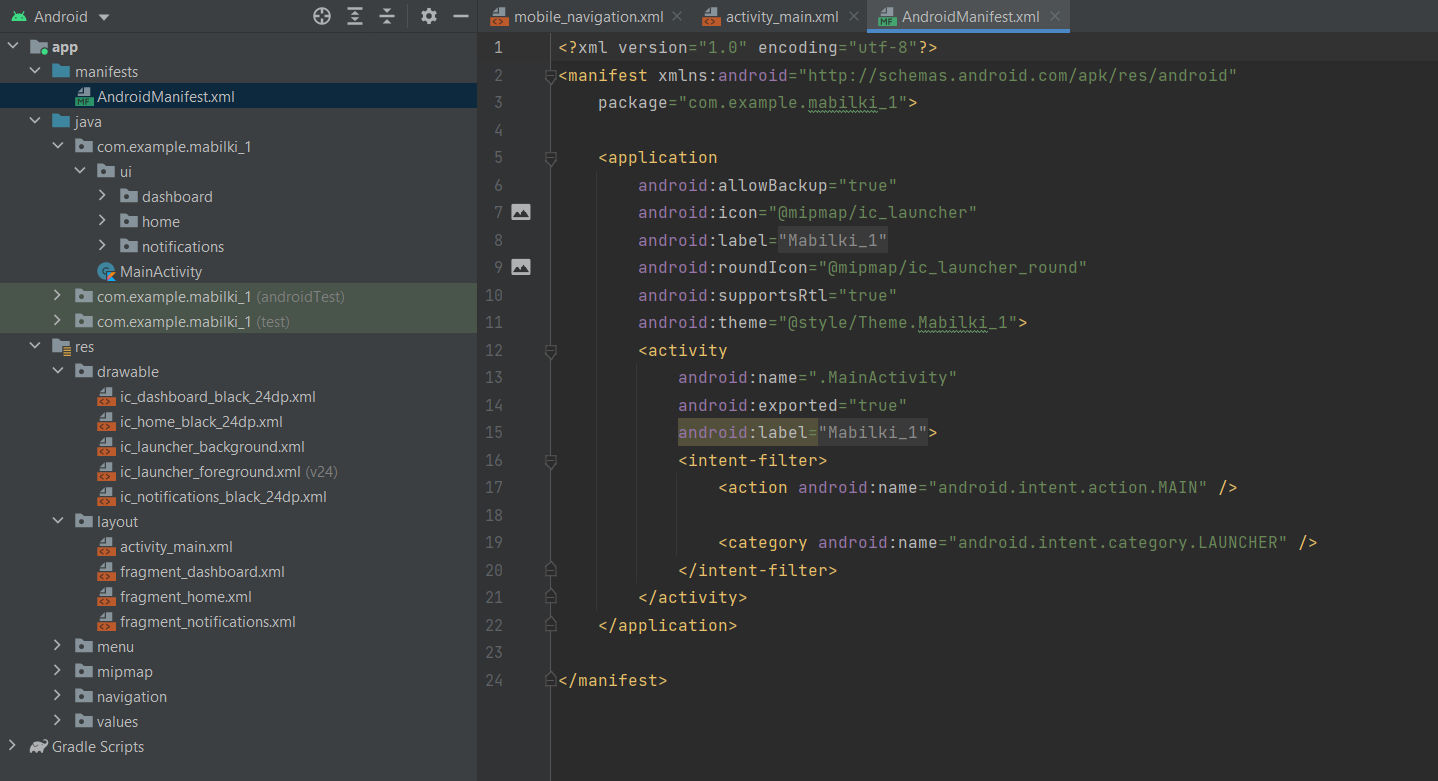 Android
app
manifests
AndroidManifest.xml
java
com.example.mabilki_1
ui
dashboard
home
notifications
MainActivity
com.example.mabilki_1 (androidTest)
com.example.mabilki_1 (test)
res
drawable
ic_dashboard_black_24dp.xml
ic_home_black_24dp.xml
ic_launcher_background.xml
ic_launcher_foreground.xml (v24)
ic_notifications_black_24dp.xml
layout
activity_main.xml
fragment_dashboard.xml
fragment_home.xml
fragment_notifications.xml
menu
mipmap
navigation
values
Gradle Scripts
mobile_navigation.xml activity_main.xml AndroidManifest.xml
1 <?xml version="1.0" encoding="utf-8"?>
2 <manifest xmlns:android="http://schemas.android.com/apk/res/android"
3 package="com.example.mabilki_1">
4
5 <application
6 android:allowBackup="true"
7 android:icon="@mipmap/ic_launcher"
8 android:label="Mabilki_1"
9 android:roundIcon="@mipmap/ic_launcher_round"
10 android:supportsRtl="true"
11 android:theme="@style/Theme.Mabilki_1">
12 <activity
13 android:name=".MainActivity"
14 android:exported="true"
15 android:label="Mabilki_1">
16 <intent-filter>
17 <action android:name="android.intent.action.MAIN" />
18
19 <category android:name="android.intent.category.LAUNCHER" />
20 </intent-filter>
21 </activity>
22 </application>
23
24 </manifest>